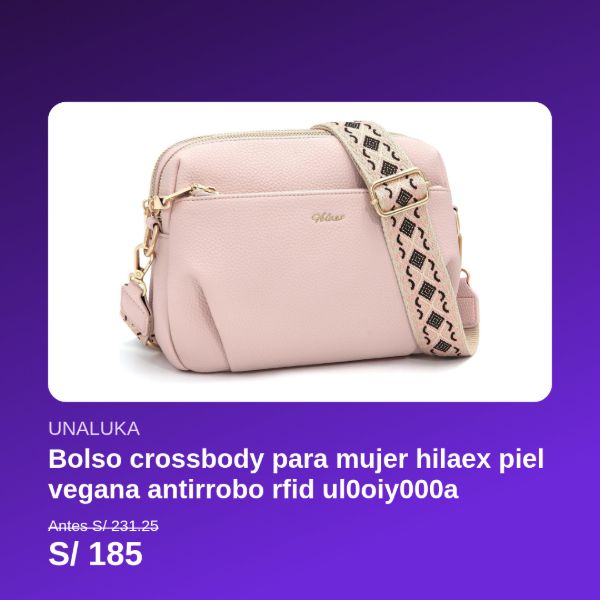 UNALUKA
Bolso crossbody para mujer hilaex piel
vegana antirrobo rfid ul0oiy000a
Antes S/ 231.25
S/ 185